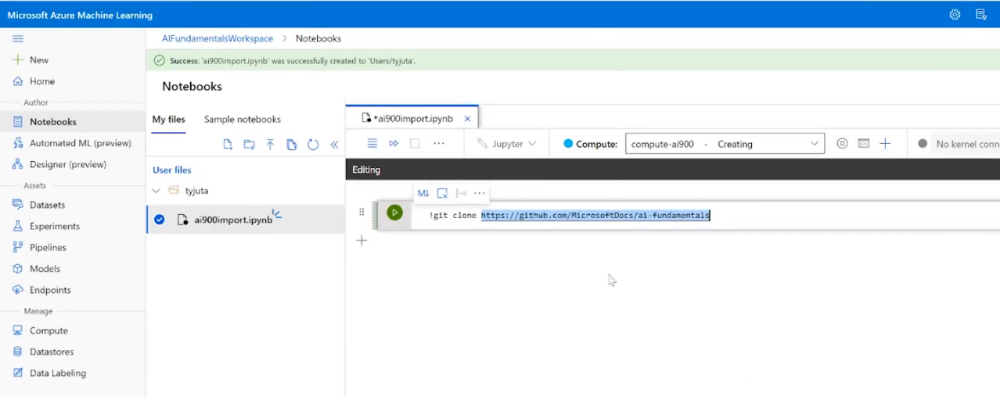 Microsoft Azure Machine Learning
AIFundamentalsWorkspace > Notebooks
New
Success: 'ai900import.ipynb' was successfully created to 'Users/tyjuta'.
Home
Notebooks
Author
Notebooks
My files Sample notebooks
*ai900import.ipynb ×
Automated ML (preview)
Jupyter
Compute: compute-ai900 - Creating
No kernel conn
Designer (preview)
User files
Editing
Assets
tyjuta
M↓
Datasets
ai900import.ipynb
!git clone https://github.com/MicrosoftDocs/ai-fundamentals
Experiments
Pipelines
Models
Endpoints
Manage
Compute
Datastores
Data Labeling